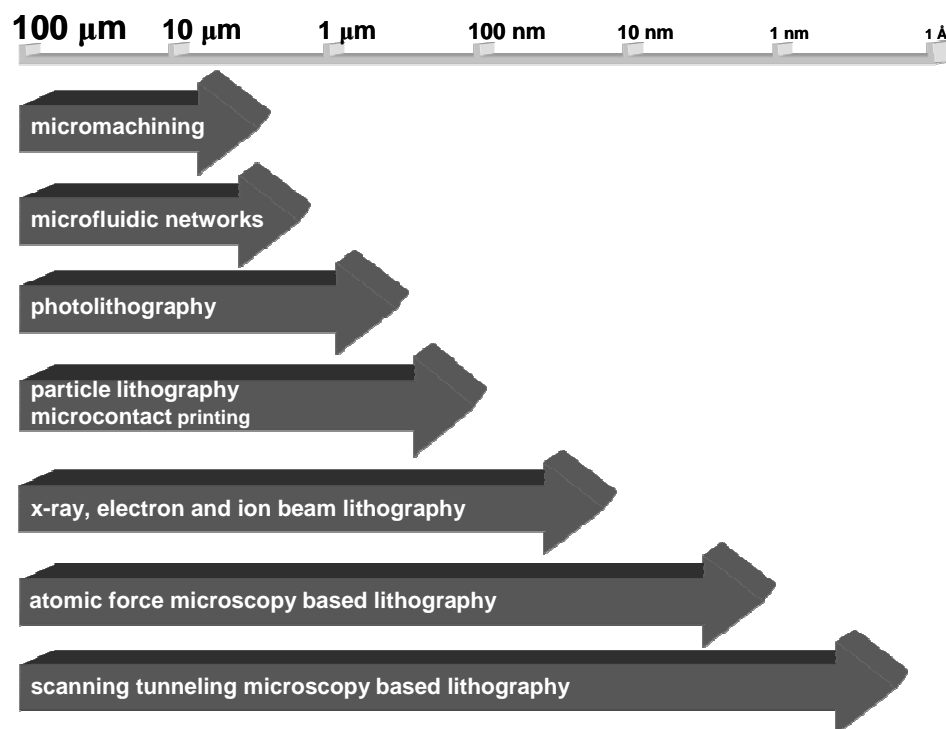 100 μm 10 μm 1 μm 100 nm 10 nm 1 nm 1 Å
micromachining
microfluidic networks
photolithography
particle lithography
microcontact printing
x-ray, electron and ion beam lithography
atomic force microscopy based lithography
scanning tunneling microscopy based lithography